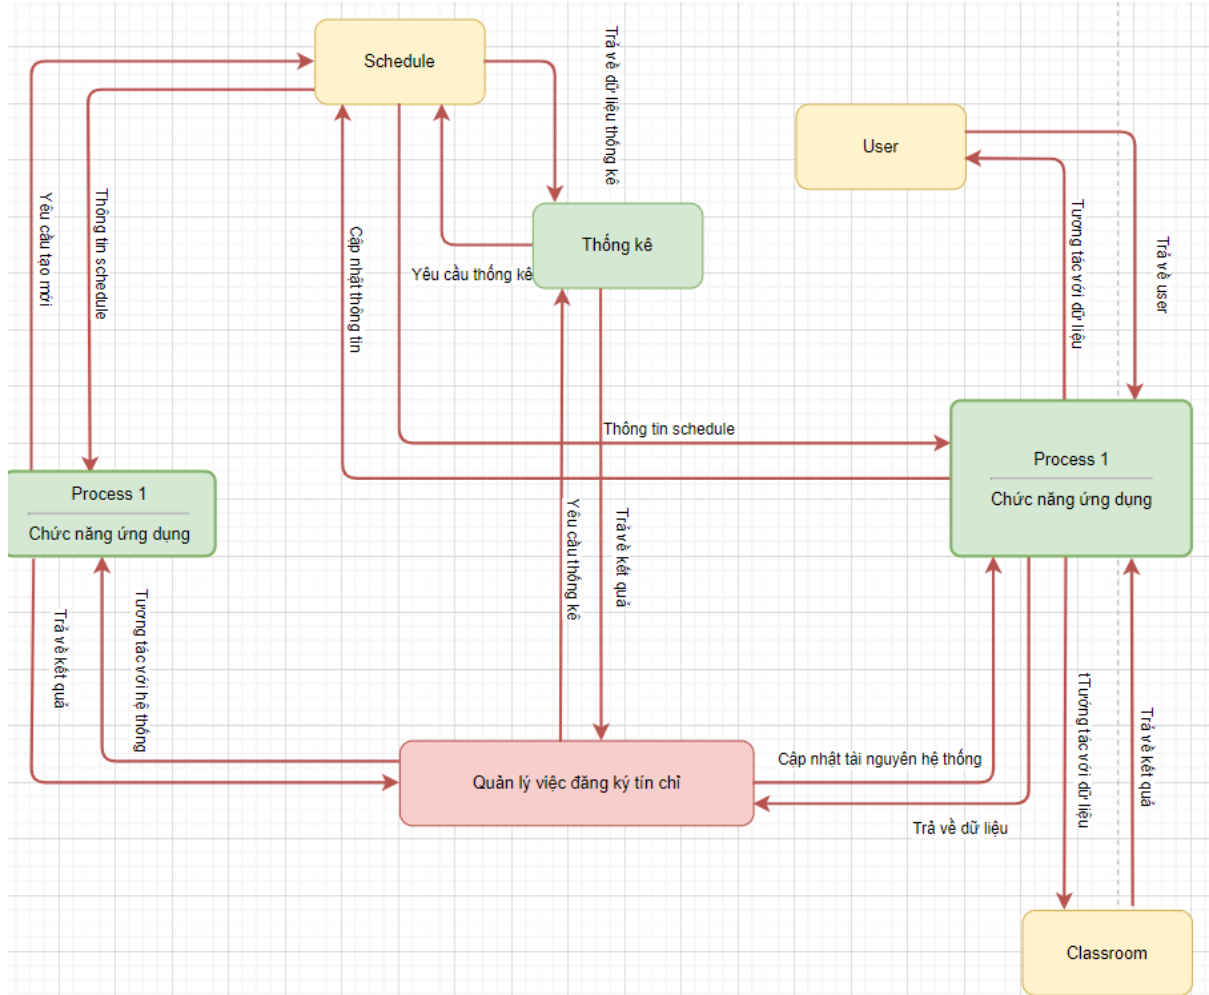 Schedule
Trả về dữ liệu thống kê
User
Yêu cầu tạo mới
Thông tin schedule
Cập nhật thông tin
Thống kê
Yêu cầu thống kê
Tương tác với dữ liệu
Trả về user
Thông tin schedule
Process 1
Chức năng ứng dụng
Process 1
Chức năng ứng dụng
Yêu cầu thống kê
Trả về kết quả
Trả về kết quả
Tương tác với hệ thống
tTướng tác với dữ liệu
Trả về kết quả
Quản lý việc đăng ký tín chỉ
Cập nhật tài nguyên hệ thống
Trả về dữ liệu
Classroom